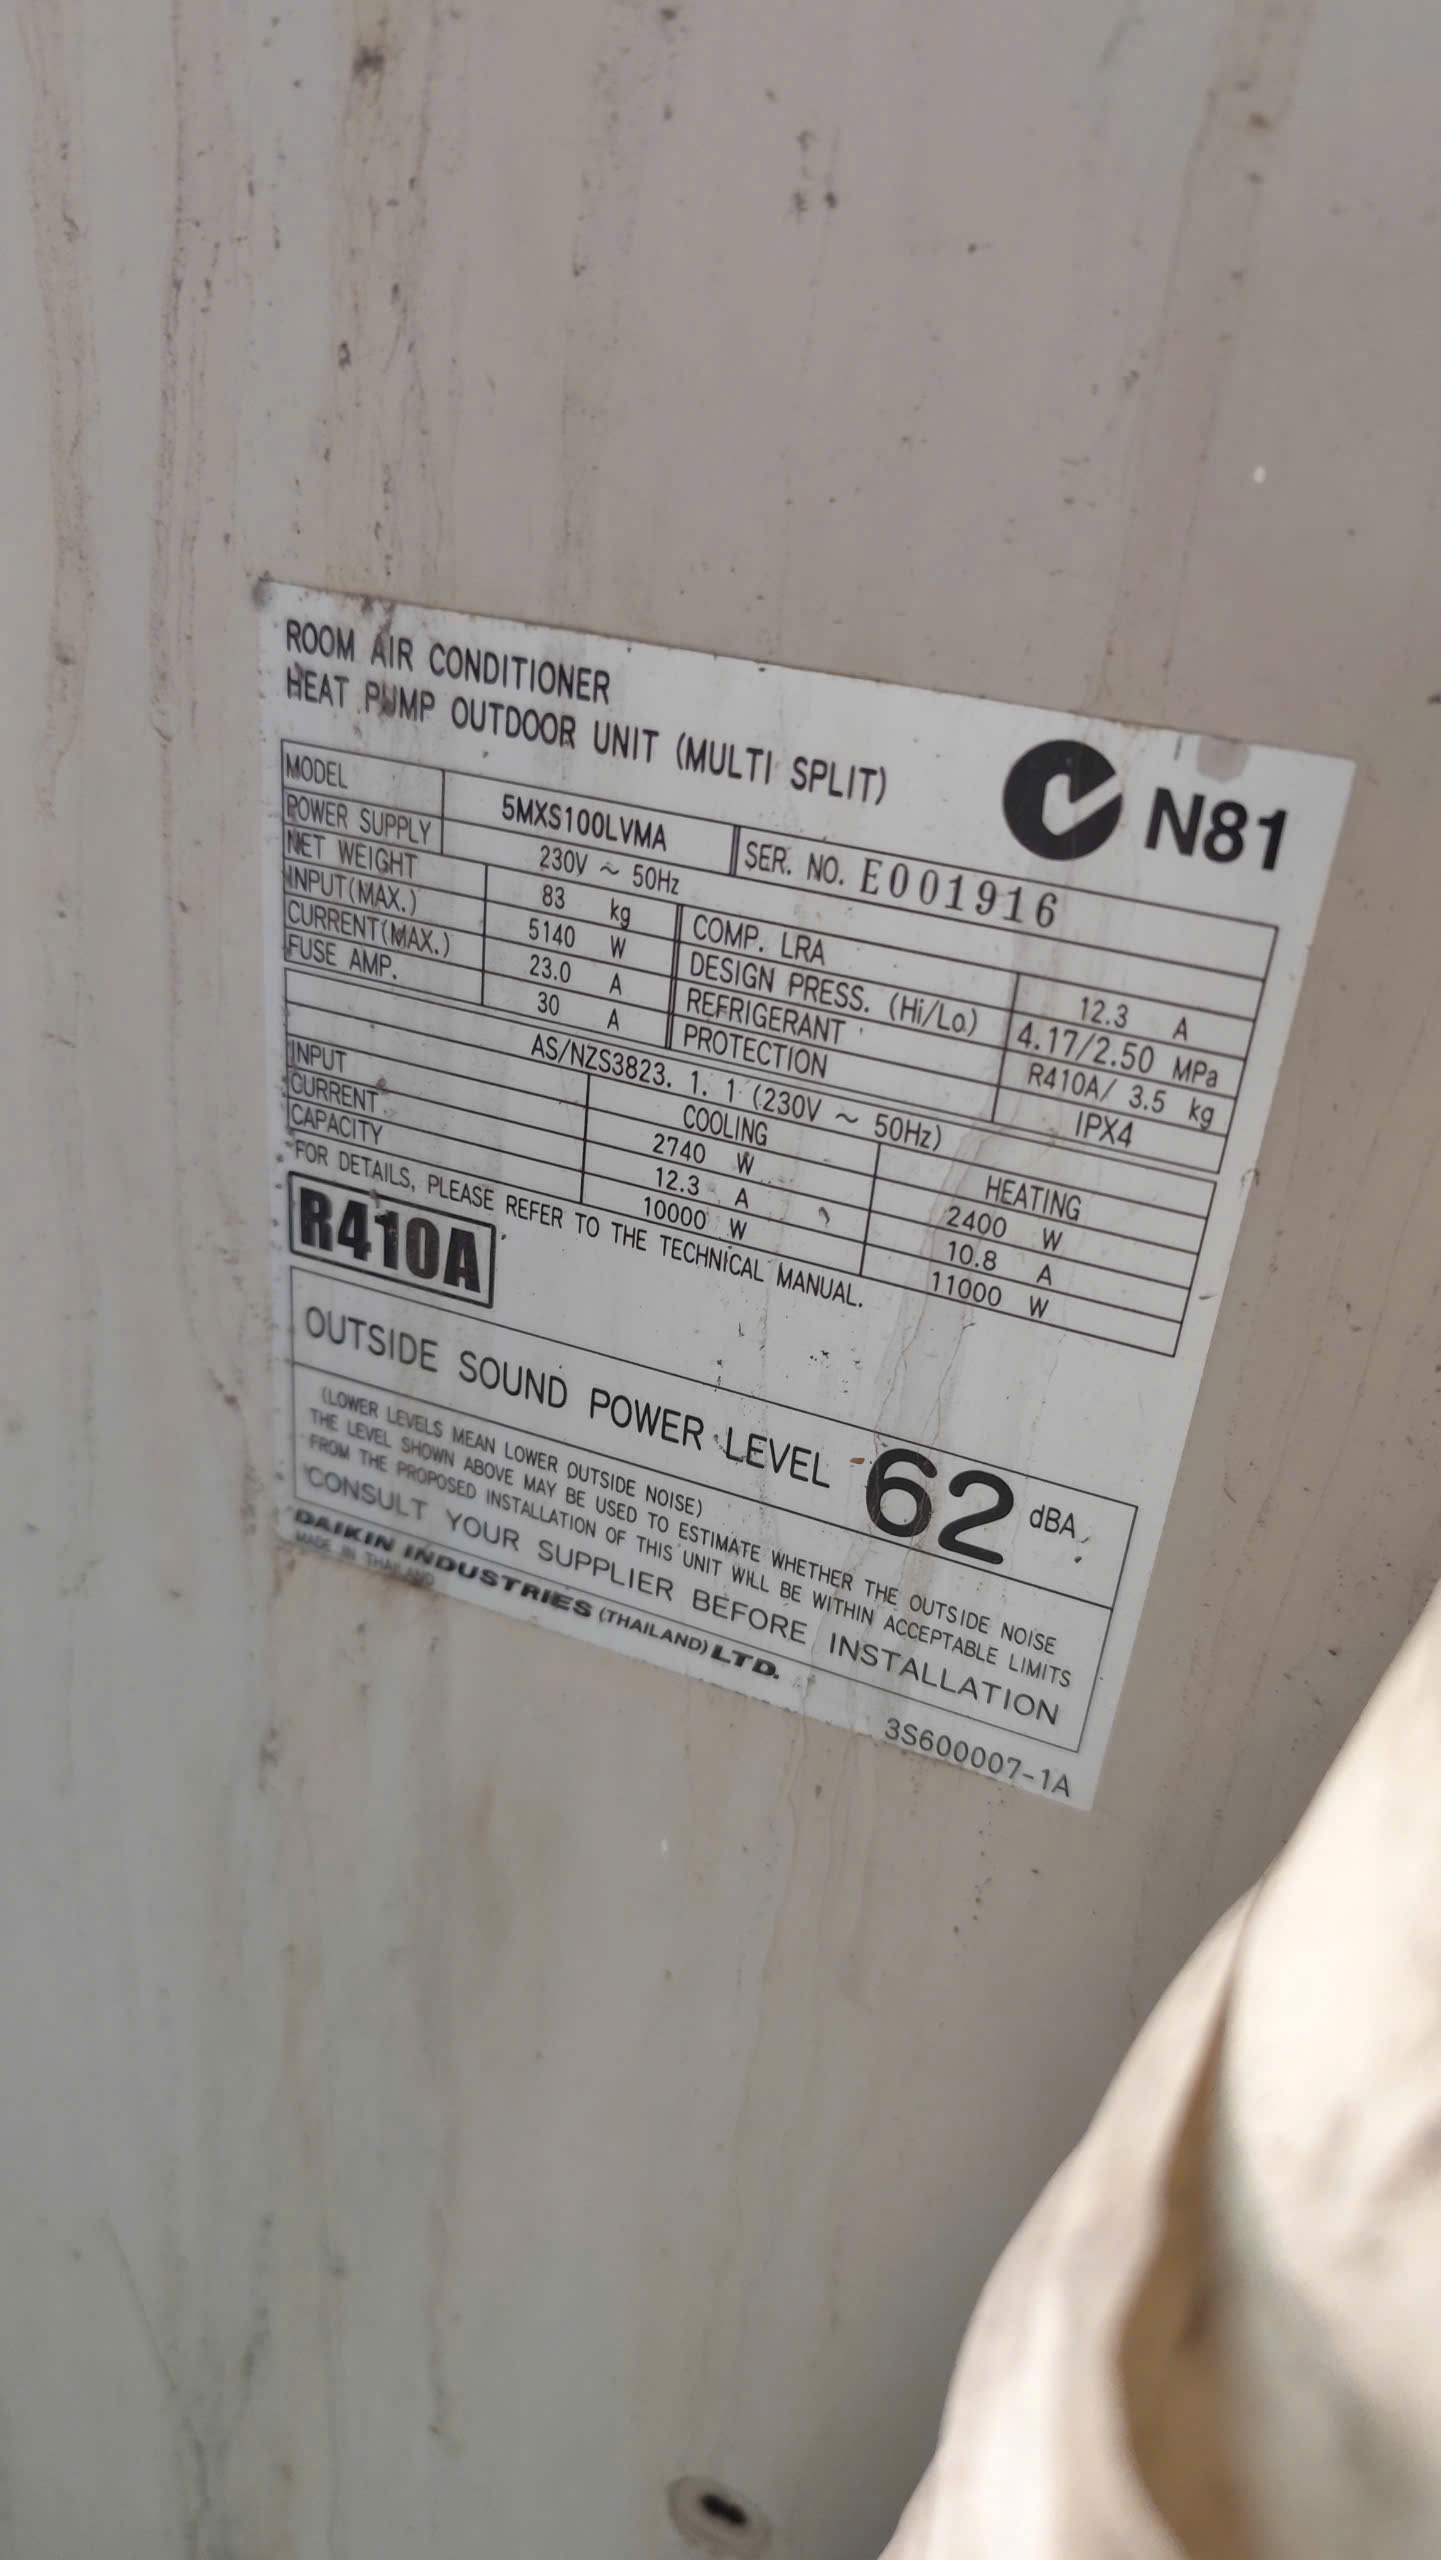 ROOM AIR CONDITIONER
HEAT PUMP OUTDOOR UNIT (MULTI SPLIT)
N81
MODEL 5MXS100LVMA SER. NO. E001916
POWER SUPPLY 230V ~ 50Hz
NET WEIGHT 83 kg COMP. LRA 12.3 A
INPUT(MAX.) 5140 W DESIGN PRESS. (Hi/Lo) 4.17/2.50 MPa
CURRENT(MAX.) 23.0 A REFRIGERANT R410A/ 3.5 kg
FUSE AMP. 30 A PROTECTION IPX4
AS/NZS3823. 1. 1 (230V ~ 50Hz)
COOLING HEATING
INPUT 2740 W 2400 W
CURRENT 12.3 A 10.8 A
CAPACITY 10000 W 11000 W
FOR DETAILS, PLEASE REFER TO THE TECHNICAL MANUAL.
R410A
OUTSIDE SOUND POWER LEVEL 62 dBA
(LOWER LEVELS MEAN LOWER OUTSIDE NOISE)
THE LEVEL SHOWN ABOVE MAY BE USED TO ESTIMATE WHETHER THE OUTSIDE NOISE
FROM THE PROPOSED INSTALLATION OF THIS UNIT WILL BE WITHIN ACCEPTABLE LIMITS
CONSULT YOUR SUPPLIER BEFORE INSTALLATION
DAIKIN INDUSTRIES (THAILAND) LTD.
MADE IN THAILAND
3S600007-1A